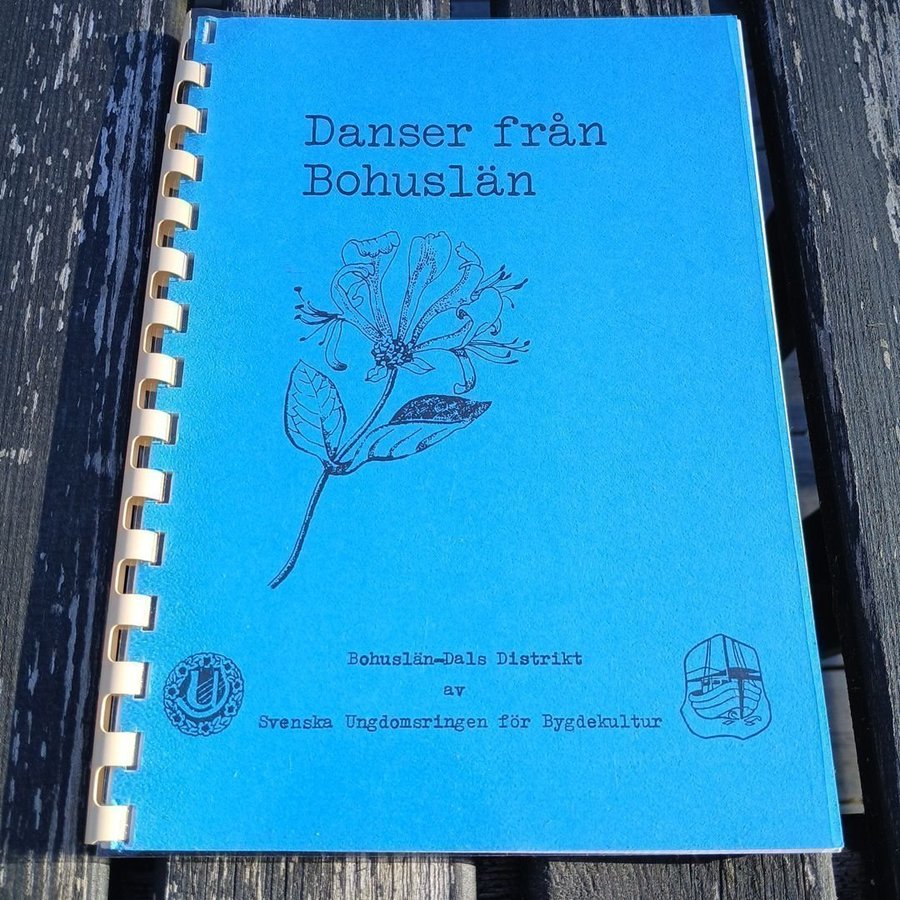 Danser från
Bohuslän
Bohuslän-Dals Distrikt
av
Svenska Ungdomsringen för Bygdekultur
U